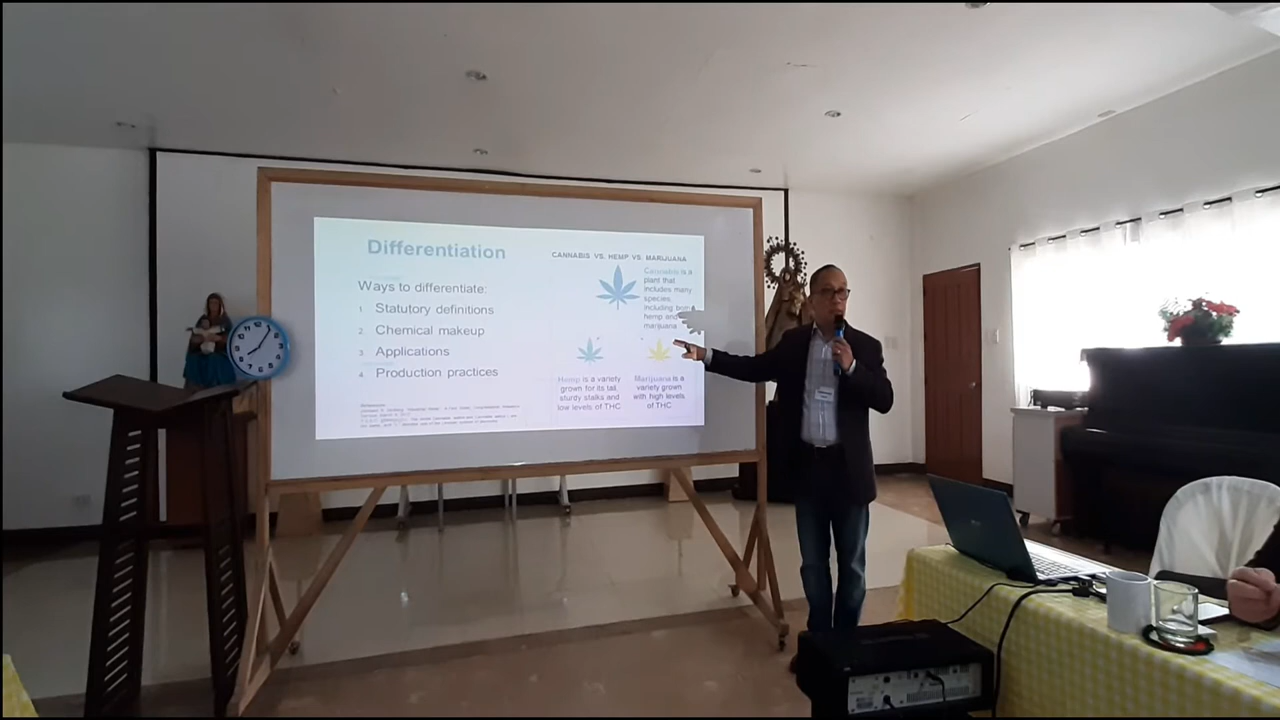 Differentiation
Ways to differentiate:
1. Statutory definitions
2. Chemical makeup
3. Applications
4. Production practices
CANNABIS VS. HEMP VS. MARIJUANA
Cannabis is a
plant that
includes many
species,
including both
hemp and
marijuana
Hemp is a variety
grown for its tall,
sturdy stalks and
low levels of THC
Marijuana is a
variety grown
with high levels
of THC